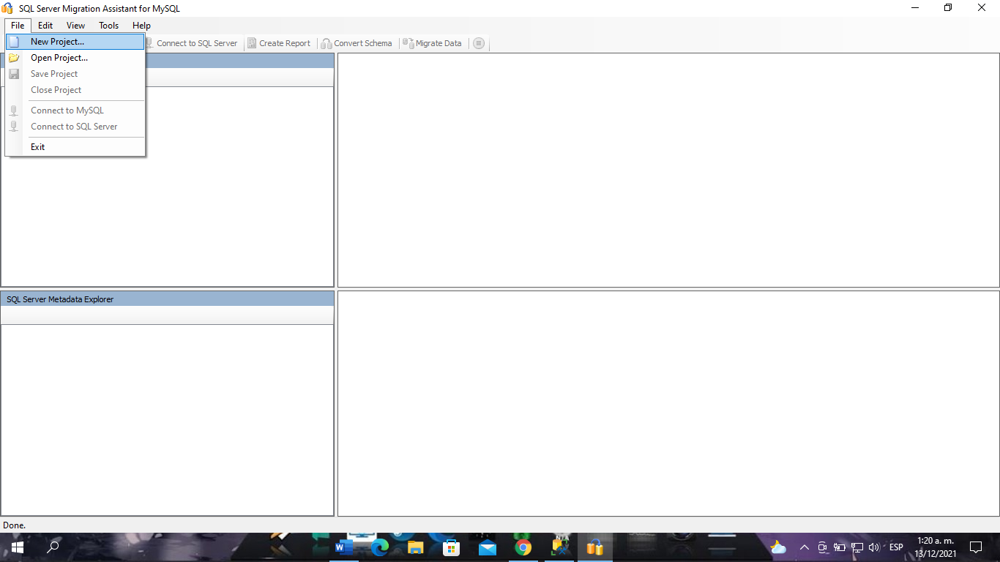 SQL Server Migration Assistant for MySQL
File Edit View Tools Help
New Project...
Connect to SQL Server Create Report Convert Schema Migrate Data
Open Project...
Save Project
Close Project
Connect to MySQL
Connect to SQL Server
Exit
SQL Server Metadata Explorer
Done.
N7A
ESP
1:20 a. m.
13/12/2021